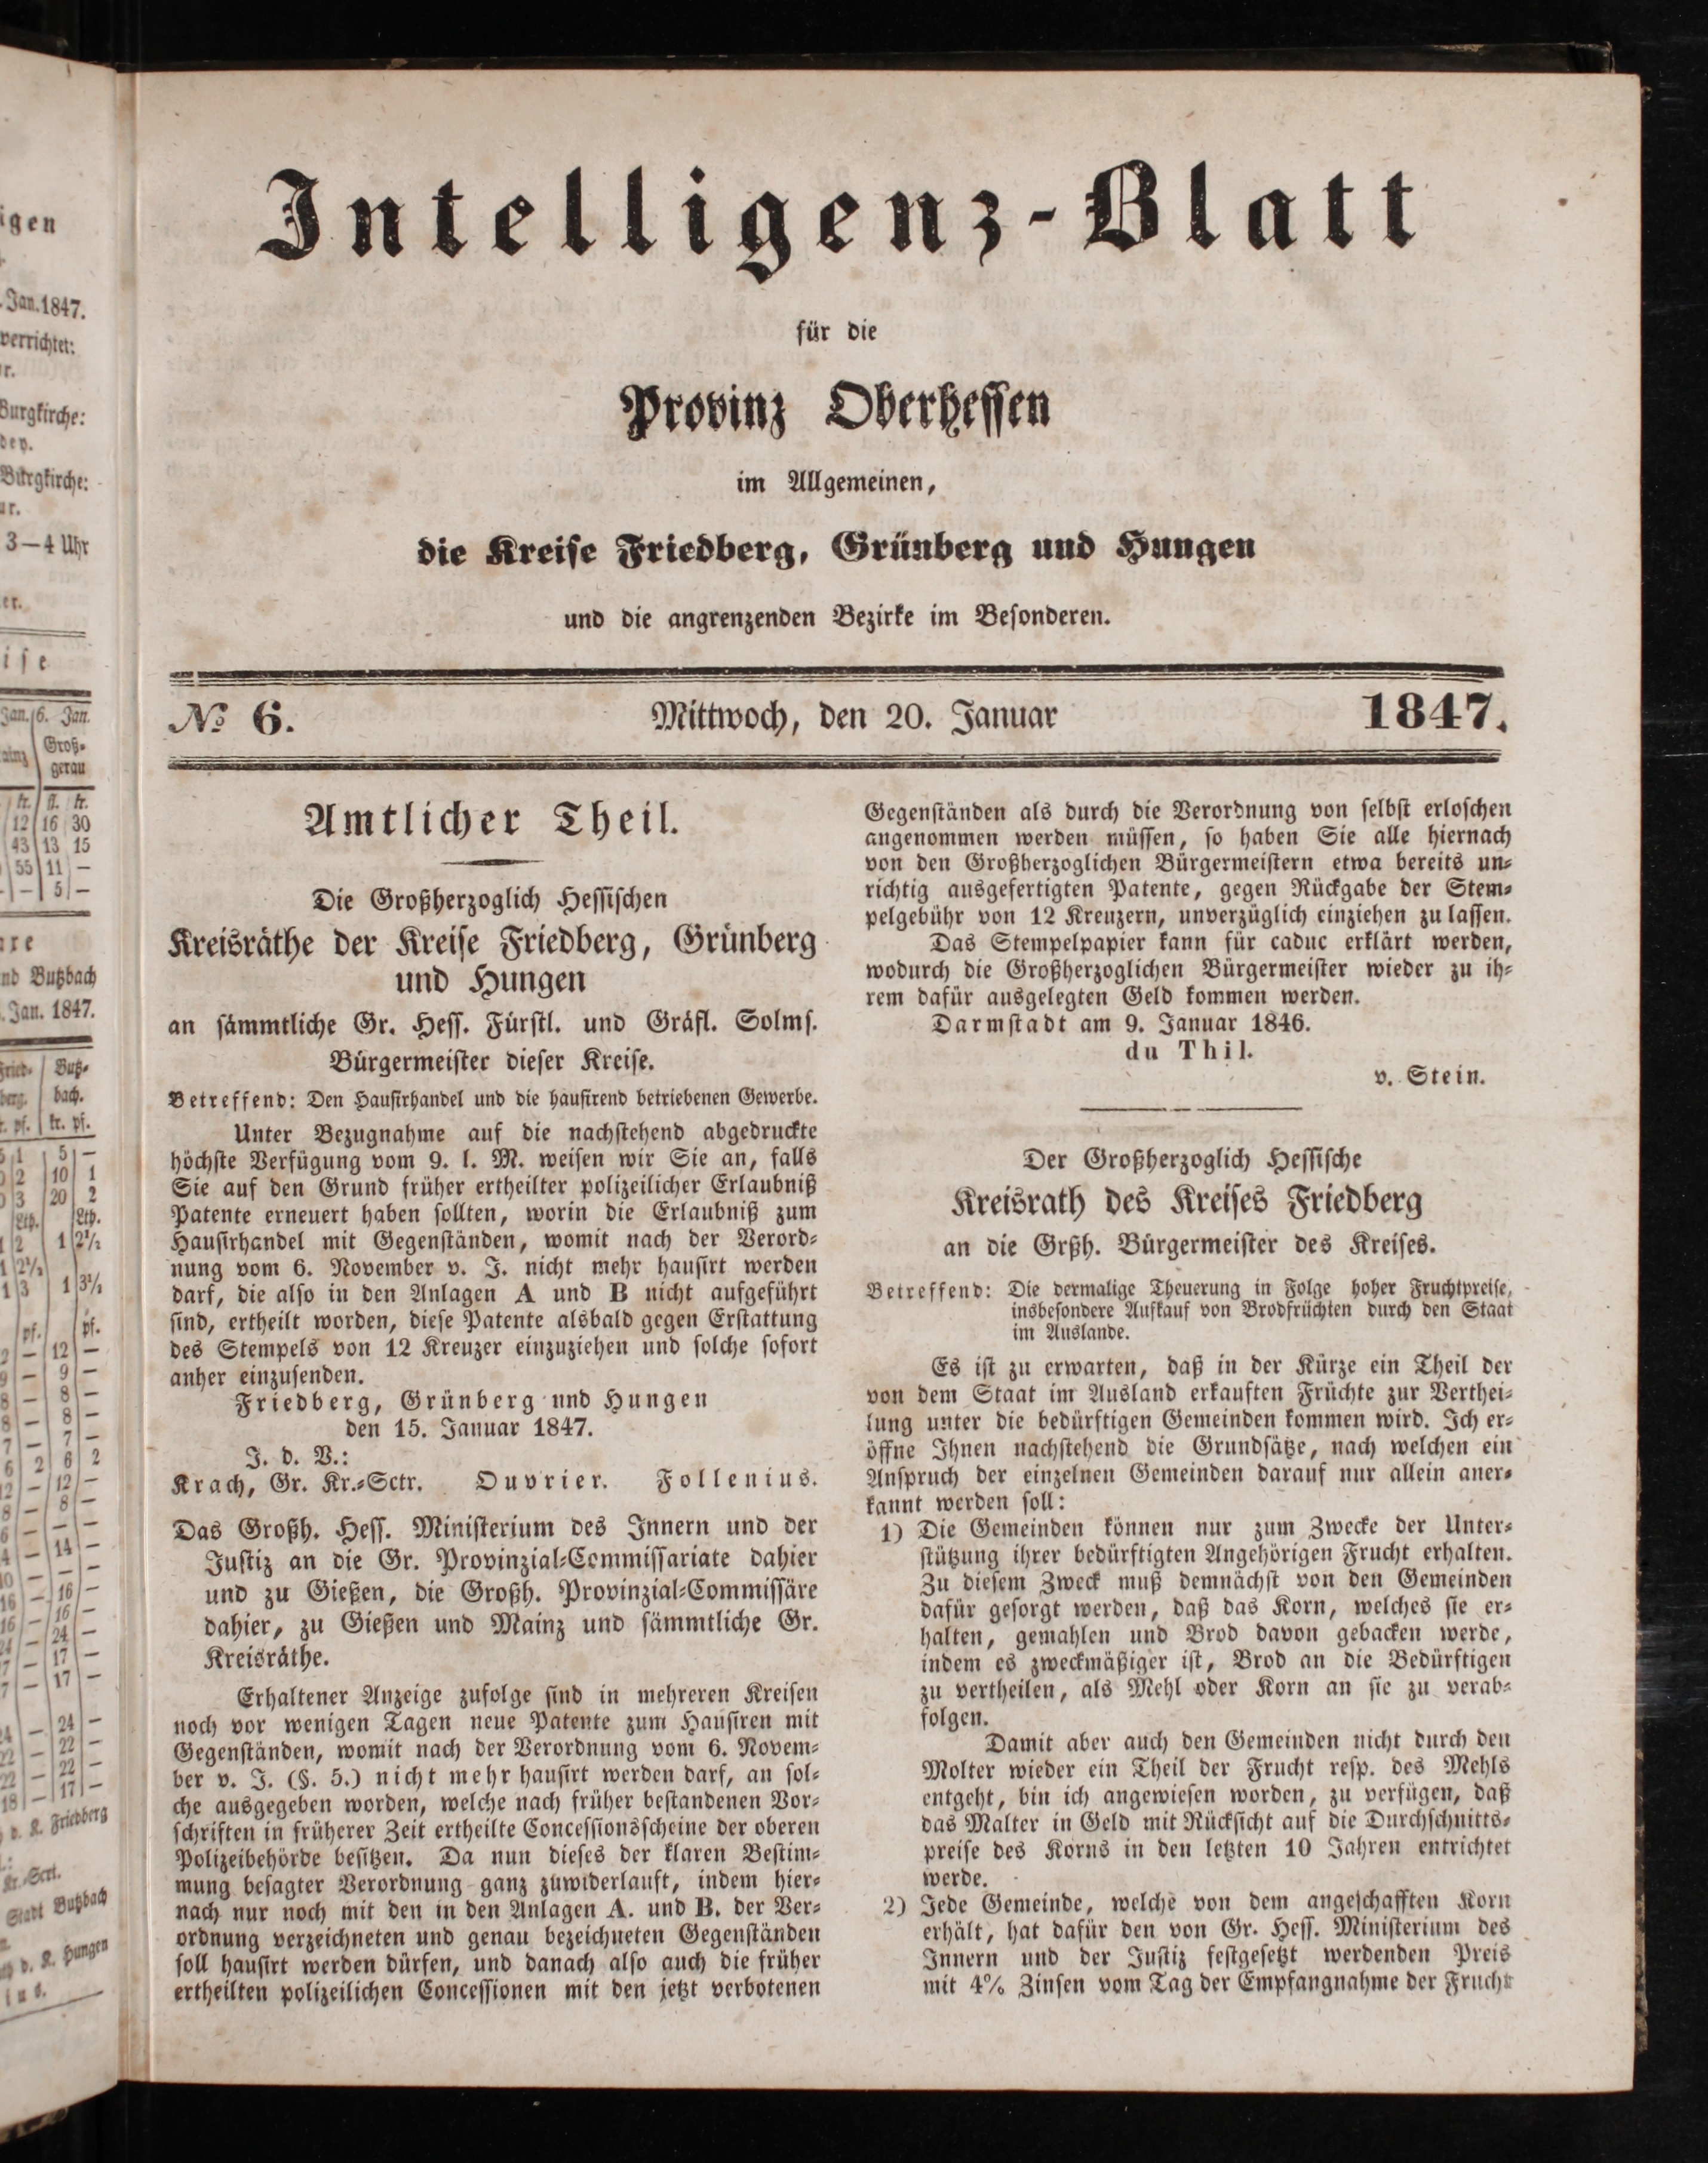 Intelligenz-Blatt
für die
Provinz Oberhessen
im Allgemeinen,
die Kreise Friedberg, Grünberg und Hungen
und die angrenzenden Bezirke im Besonderen.
№ 6. Mittwoch, den 20. Januar 1847.
Amtlicher Theil.
Die Großherzoglich Hessischen
Kreisräthe der Kreise Friedberg, Grünberg
und Hungen
an sämmtliche Gr. Hess. Fürstl. und Gräfl. Solms.
Bürgermeister dieser Kreise.
Betreffend: Den Hausirhandel und die hausirend betriebenen Gewerbe.
Unter Bezugnahme auf die nachstehend abgedruckte
höchste Verfügung vom 9. l. M. weisen wir Sie an, falls
Sie auf den Grund früher ertheilter polizeilicher Erlaubniß
Patente erneuert haben sollten, worin die Erlaubniß zum
Hausirhandel mit Gegenständen, womit nach der Verord-
nung vom 6. November v. J. nicht mehr hausirt werden
darf, die also in den Anlagen A und B nicht aufgeführt
sind, ertheilt worden, diese Patente alsbald gegen Erstattung
des Stempels von 12 Kreuzer einzuziehen und solche sofort
anher einzusenden.
Friedberg, Grünberg und Hungen
den 15. Januar 1847.
J. d. V.:
Krach, Gr. Kr.-Sctr. Ouvrier. Follenius.
Das Großh. Hess. Ministerium des Innern und der
Justiz an die Gr. Provinzial-Commissariate dahier
und zu Gießen, die Großh. Provinzial-Commissäre
dahier, zu Gießen und Mainz und sämmtliche Gr.
Kreisräthe.
Erhaltener Anzeige zufolge sind in mehreren Kreisen
noch vor wenigen Tagen neue Patente zum Hausiren mit
Gegenständen, womit nach der Verordnung vom 6. Novem-
ber v. J. (§. 5.) nicht mehr hausirt werden darf, an sol-
che ausgegeben worden, welche nach früher bestandenen Vor-
schriften in früherer Zeit ertheilte Concessionsscheine der oberen
Polizeibehörde besitzen. Da nun dieses der klaren Bestim-
mung besagter Verordnung ganz zuwiderlauft, indem hier-
nach nur noch mit den in den Anlagen A. und B. der Ver-
ordnung verzeichneten und genau bezeichneten Gegenständen
soll hausirt werden dürfen, und danach also auch die früher
ertheilten polizeilichen Concessionen mit den jetzt verbotenen
Gegenständen als durch die Verordnung von selbst erloschen
angenommen werden müssen, so haben Sie alle hiernach
von den Großherzoglichen Bürgermeistern etwa bereits un-
richtig ausgefertigten Patente, gegen Rückgabe der Stem-
pelgebühr von 12 Kreuzern, unverzüglich einziehen zu lassen.
Das Stempelpapier kann für caduc erklärt werden,
wodurch die Großherzoglichen Bürgermeister wieder zu ih-
rem dafür ausgelegten Geld kommen werden.
Darmstadt am 9. Januar 1846.
du Thil.
v. Stein.
Der Großherzoglich Hessische
Kreisrath des Kreises Friedberg
an die Grßh. Bürgermeister des Kreises.
Betreffend: Die dermalige Theuerung in Folge hoher Fruchtpreise,
insbesondere Aufkauf von Brodfrüchten durch den Staat
im Auslande.
Es ist zu erwarten, daß in der Kürze ein Theil der
von dem Staat im Ausland erkauften Früchte zur Verthei-
lung unter die bedürftigen Gemeinden kommen wird. Ich er-
öffne Ihnen nachstehend die Grundsätze, nach welchen ein
Anspruch der einzelnen Gemeinden darauf nur allein aner-
kannt werden soll:
1) Die Gemeinden können nur zum Zwecke der Unter-
stützung ihrer bedürftigten Angehörigen Frucht erhalten.
Zu diesem Zweck muß demnächst von den Gemeinden
dafür gesorgt werden, daß das Korn, welches sie er-
halten, gemahlen und Brod davon gebacken werde,
indem es zweckmäßiger ist, Brod an die Bedürftigen
zu vertheilen, als Mehl oder Korn an sie zu verab-
folgen.
Damit aber auch den Gemeinden nicht durch den
Molter wieder ein Theil der Frucht resp. des Mehls
entgeht, bin ich angewiesen worden, zu verfügen, daß
das Malter in Geld mit Rücksicht auf die Durchschnitts-
preise des Korns in den letzten 10 Jahren entrichtet
werde.
2) Jede Gemeinde, welche von dem angeschafften Korn
erhält, hat dafür den von Gr. Hess. Ministerium des
Innern und der Justiz festgesetzt werdenden Preis
mit 4% Zinsen vom Tag der Empfangnahme der Frucht